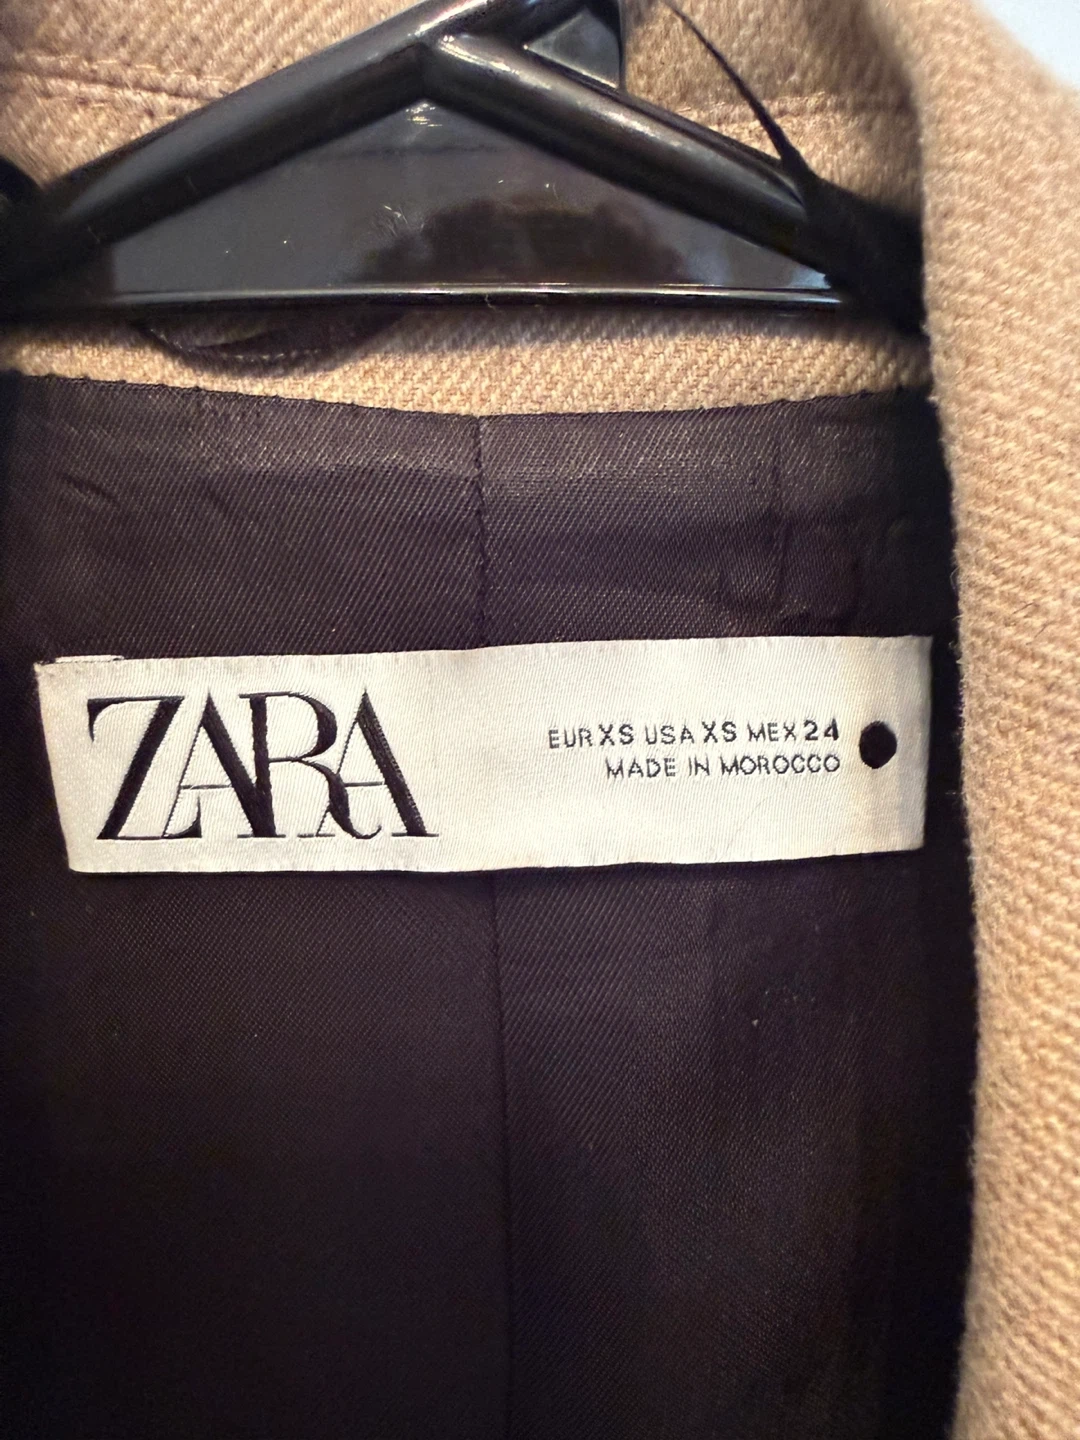 ZARA
EUR XS USA XS MEX 24
MADE IN MOROCCO